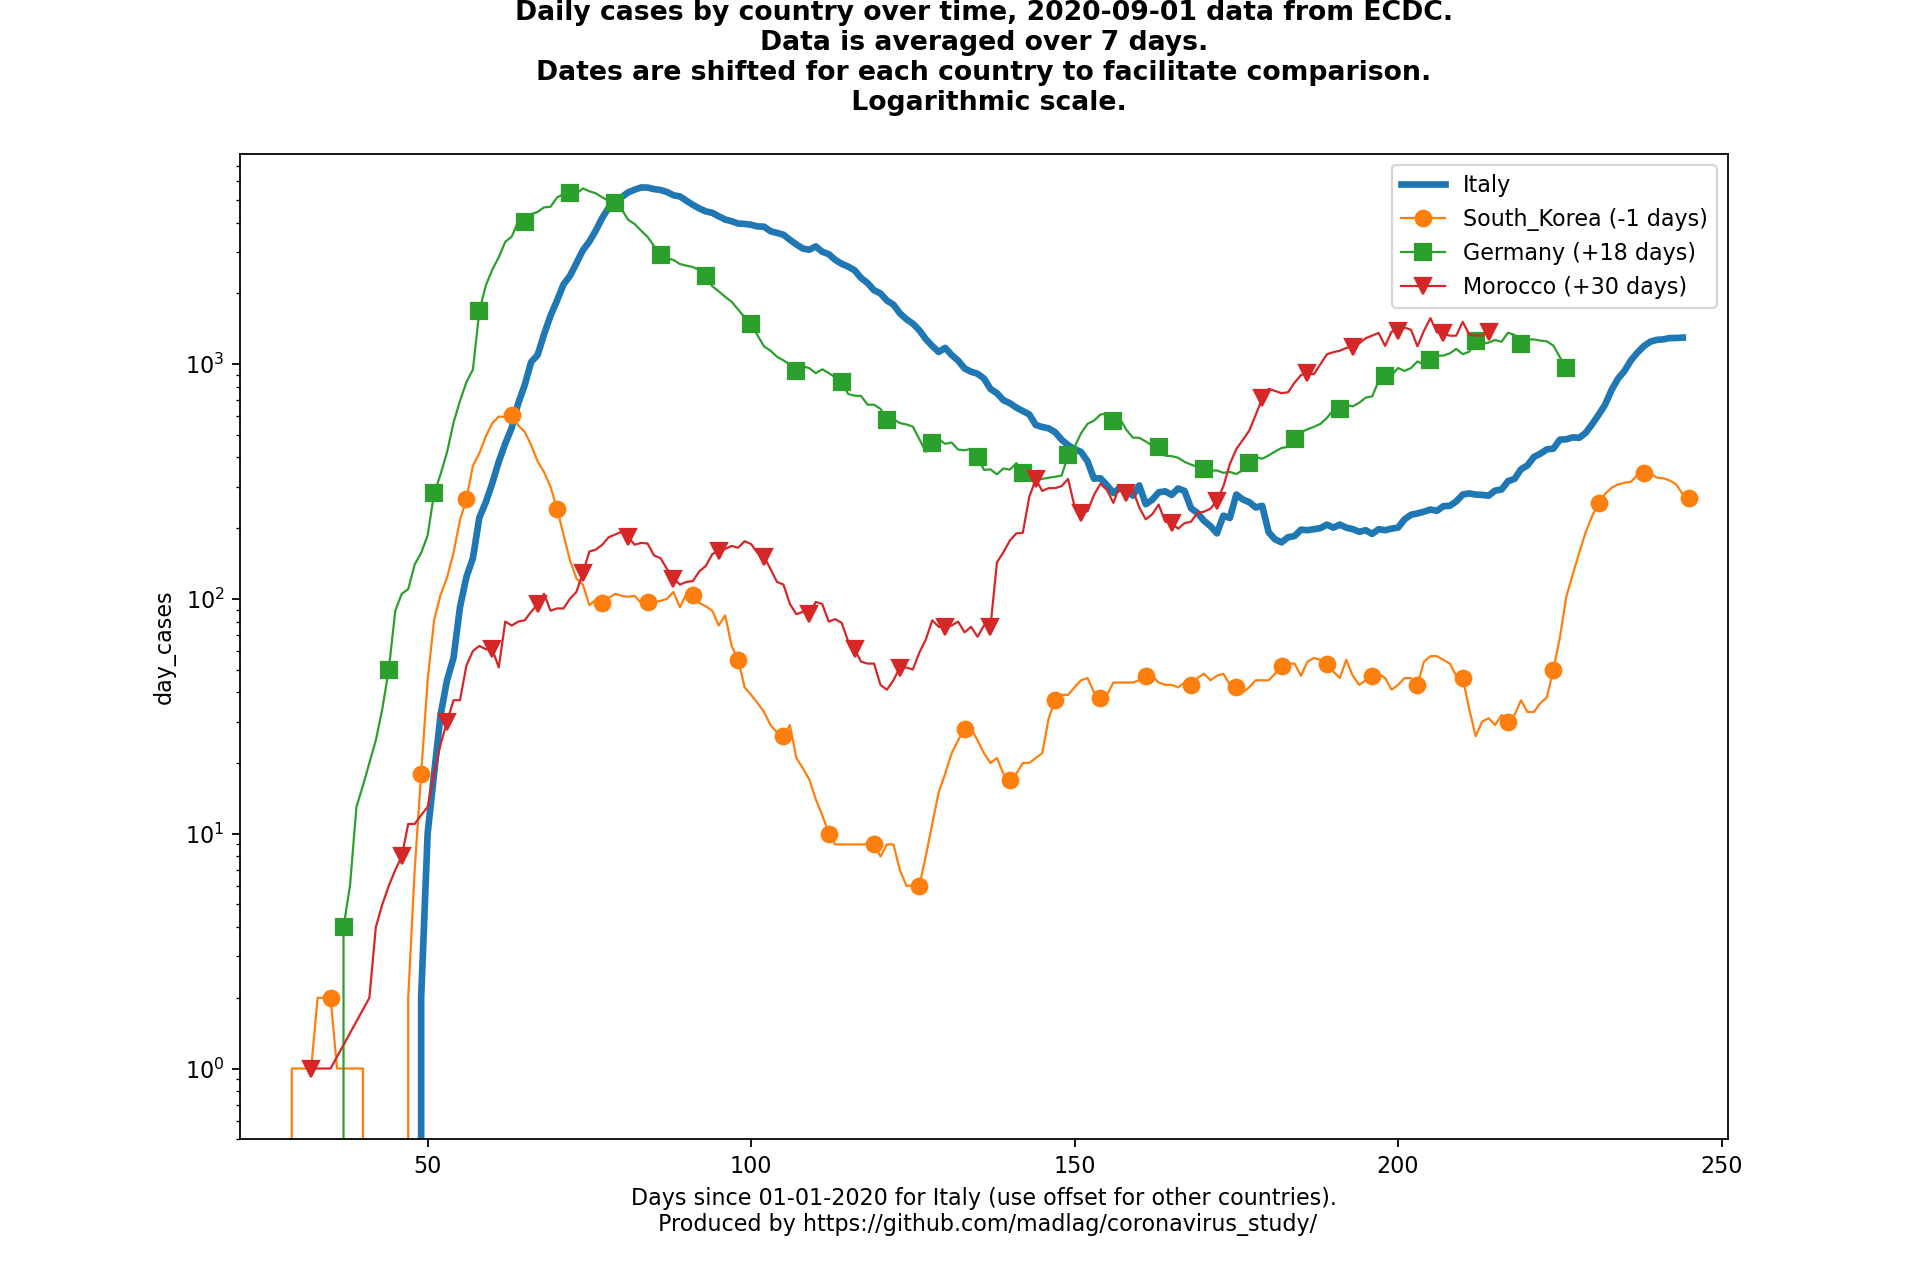 Daily cases by country over time, 2020-09-01 data from ECDC.
Data is averaged over 7 days.
Dates are shifted for each country to facilitate comparison.
Logarithmic scale.
Italy
South_Korea (-1 days)
Germany (+18 days)
Morocco (+30 days)
10³
10²
10¹
10⁰
day_cases
50 100 150 200 250
Days since 01-01-2020 for Italy (use offset for other countries).
Produced by https://github.com/madlag/coronavirus_study/